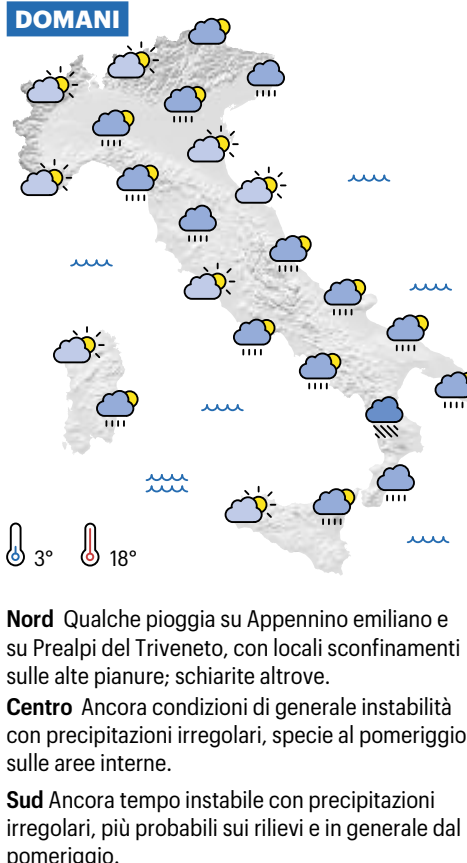 DOMANI
3° 18°
Nord Qualche pioggia su Appennino emiliano e
su Prealpi del Triveneto, con locali sconfinamenti
sulle alte pianure; schiarite altrove.
Centro Ancora condizioni di generale instabilità
con precipitazioni irregolari, specie al pomeriggio
sulle aree interne.
Sud Ancora tempo instabile con precipitazioni
irregolari, più probabili sui rilievi e in generale dal
pomeriggio.